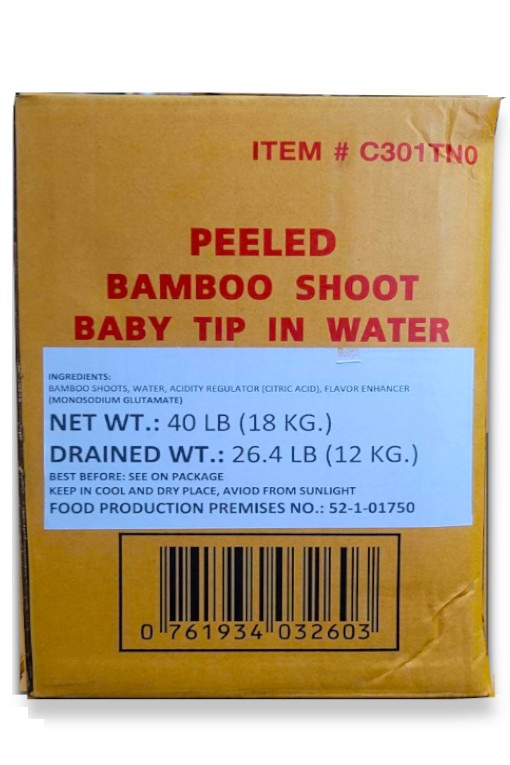 ITEM # C301TN0
PEELED
BAMBOO SHOOT
BABY TIP IN WATER
INGREDIENTS:
BAMBOO SHOOTS, WATER, ACIDITY REGULATOR (CITRIC ACID), FLAVOR ENHANCER
(MONOSODIUM GLUTAMATE)
NET WT.: 40 LB (18 KG.)
DRAINED WT.: 26.4 LB (12 KG.)
BEST BEFORE: SEE ON PACKAGE
KEEP IN COOL AND DRY PLACE, AVIOD FROM SUNLIGHT
FOOD PRODUCTION PREMISES NO.: 52-1-01750
0 761934 032603